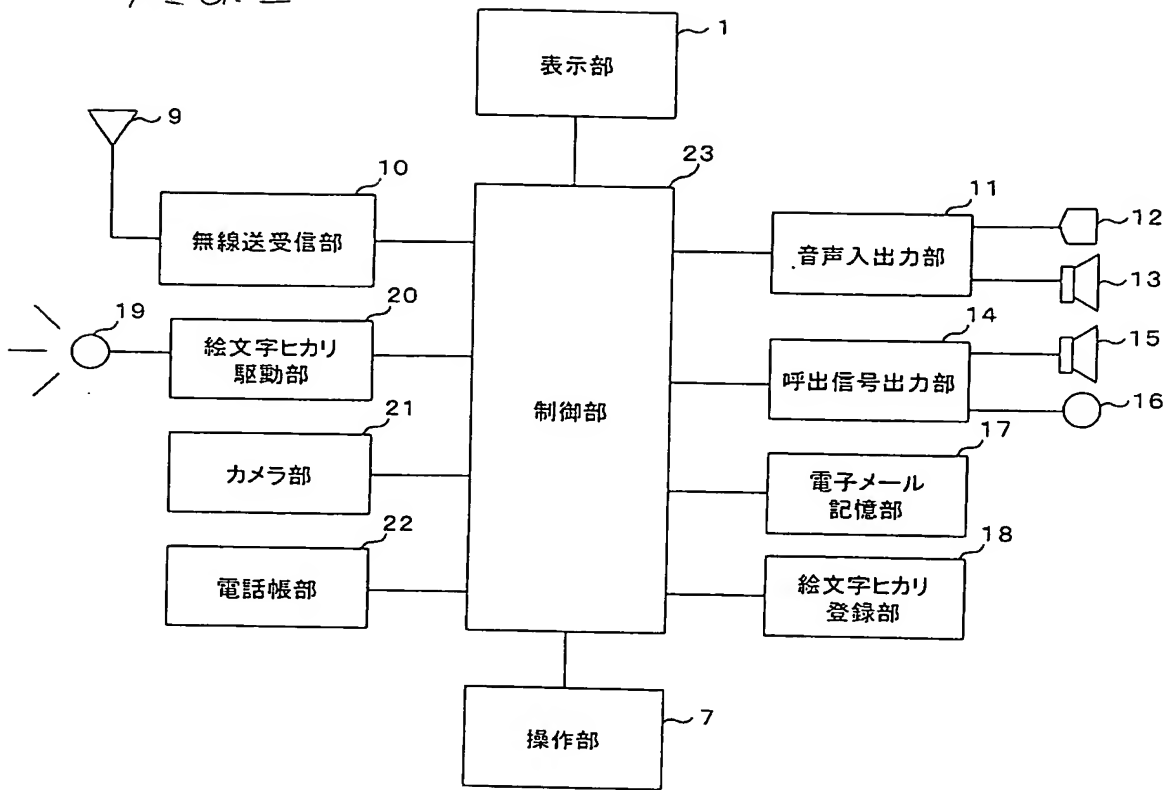 1
表示部
9
10
無線送受信部
23
制御部
11
音声入出力部
12
13
19
20
絵文字ヒカリ
駆動部
14
呼出信号出力部
15
16
21
カメラ部
17
電子メール
記憶部
22
電話帳部
18
絵文字ヒカリ
登録部
操作部
7